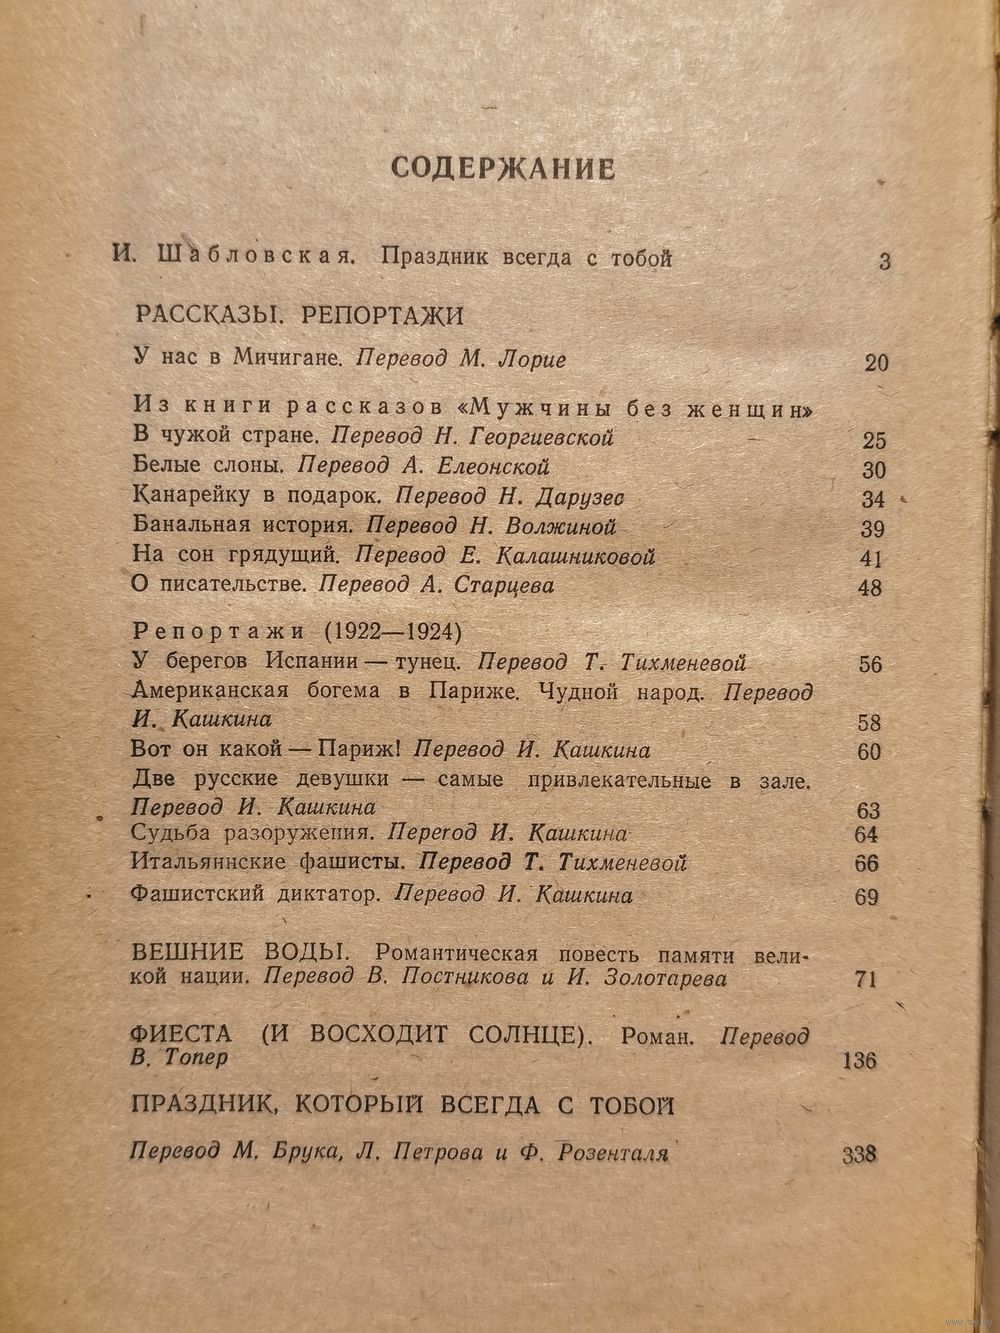 СОДЕРЖАНИЕ
И. Шабловская. Праздник всегда с тобой 3
РАССКАЗЫ. РЕПОРТАЖИ
У нас в Мичигане. Перевод М. Лорие 20
Из книги рассказов «Мужчины без женщин»
В чужой стране. Перевод Н. Георгиевской 25
Белые слоны. Перевод А. Елеонской 30
Канарейку в подарок. Перевод Н. Дарузес 34
Банальная история. Перевод Н. Волжиной 39
На сон грядущий. Перевод Е. Калашниковой 41
О писательстве. Перевод А. Старцева 48
Репортажи (1922—1924)
У берегов Испании — тунец. Перевод Т. Тихменевой 56
Американская богема в Париже. Чудной народ. Перевод
И. Кашкина 58
Вот он какой — Париж! Перевод И. Кашкина 60
Две русские девушки — самые привлекательные в зале.
Перевод И. Кашкина 63
Судьба разоружения. Перегод И. Кашкина 64
Итальяннские фашисты. Перевод Т. Тихменевой 66
Фашистский диктатор. Перевод И. Кашкина 69
ВЕШНИЕ ВОДЫ. Романтическая повесть памяти вели-
кой нации. Перевод В. Постникова и И. Золотарева 71
ФИЕСТА (И ВОСХОДИТ СОЛНЦЕ). Роман. Перевод
В. Топер 136
ПРАЗДНИК, КОТОРЫЙ ВСЕГДА С ТОБОЙ
Перевод М. Брука, Л. Петрова и Ф. Розенталя 338